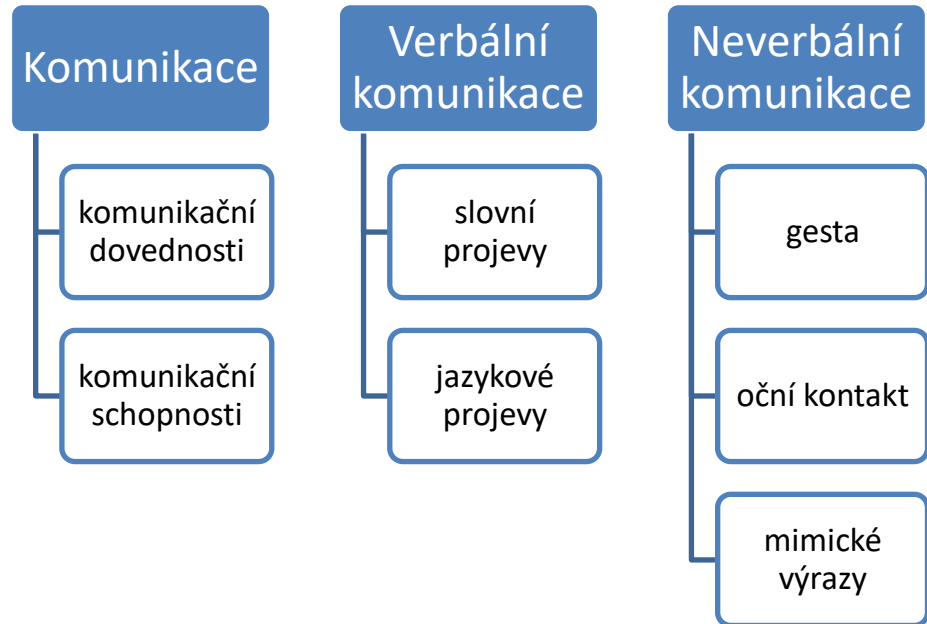 Komunikace
komunikační
dovednosti
komunikační
schopnosti
Verbální
komunikace
slovní
projevy
jazykové
projevy
Neverbální
komunikace
gesta
oční kontakt
mimické
výrazy